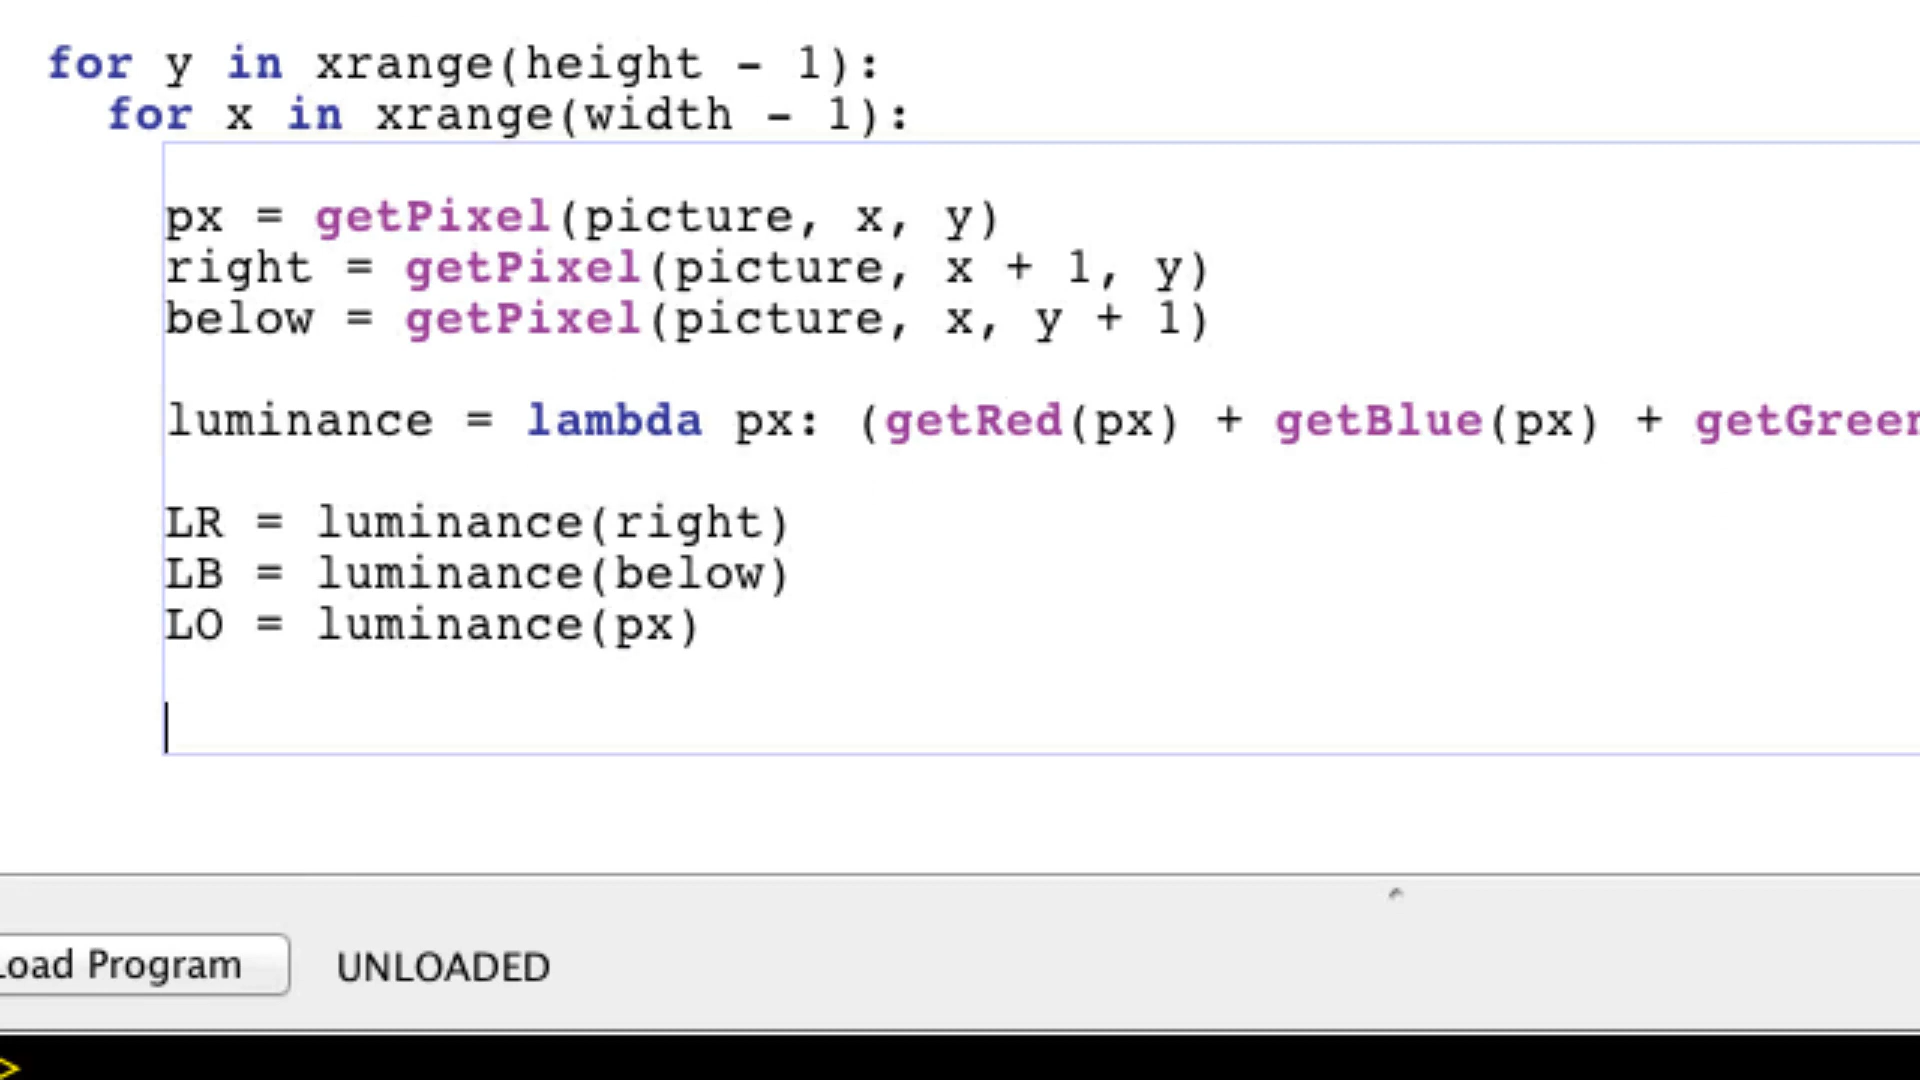 for y in xrange(height - 1):
for x in xrange(width - 1):
px = getPixel(picture, x, y)
right = getPixel(picture, x + 1, y)
below = getPixel(picture, x, y + 1)
luminance = lambda px: (getRed(px) + getBlue(px) + getGreen
LR = luminance(right)
LB = luminance(below)
LO = luminance(px)
Load Program UNLOADED
>